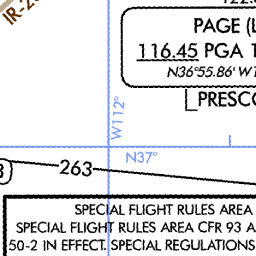 IR-2
PAGE (
116.45 PGA
N36°55.86' W
PRESC
W112°
N37°
263
SPECIAL FLIGHT RULES AREA
SPECIAL FLIGHT RULES AREA CFR 93 A
50-2 IN EFFECT. SPECIAL REGULATIONS